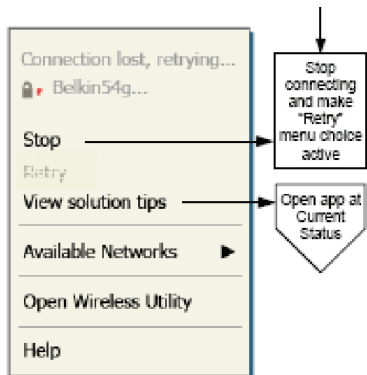 Connection lost, retrying...
Belkin54g...
Stop
Retry
View solution tips
Available Networks
Open Wireless Utility
Help
Stop
connecting
and make
"Retry"
menu choice
active
Open app at
Current
Status